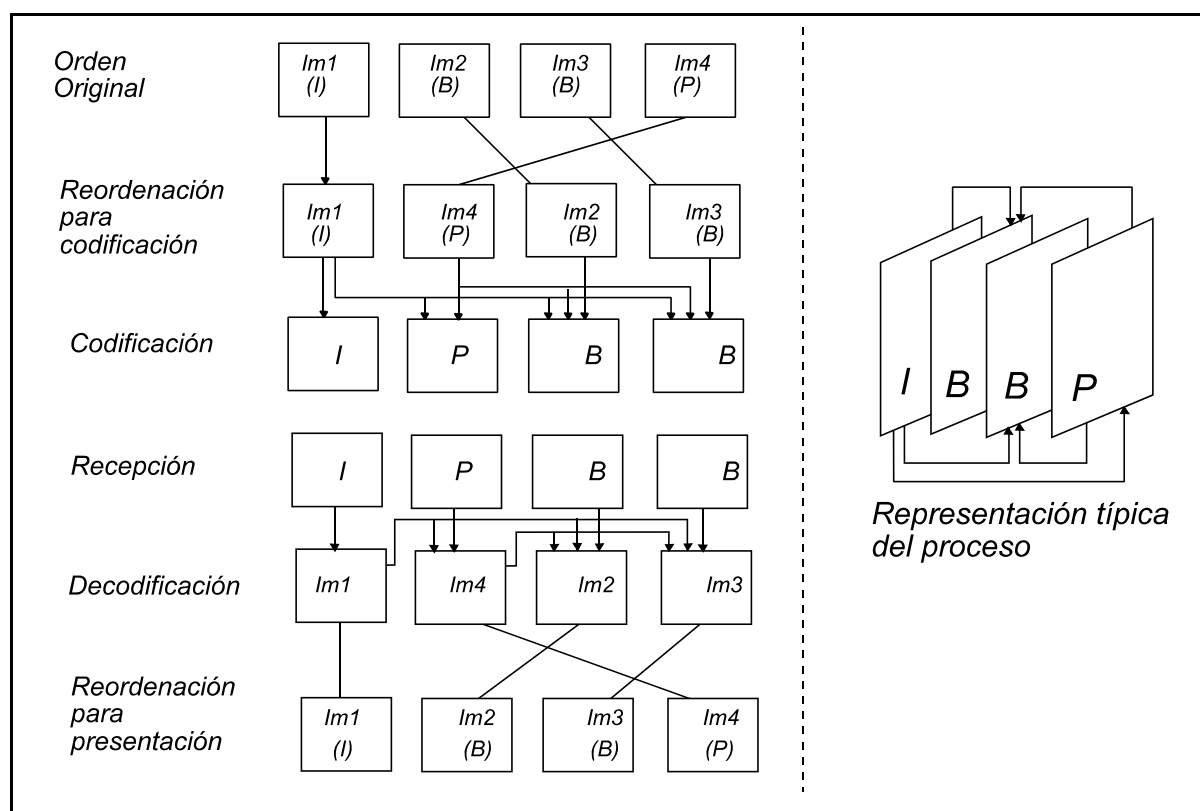 Orden
Original
Im1
(I)
Im2
(B)
Im3
(B)
Im4
(P)
Reordenación
para
codificación
Im1
(I)
Im4
(P)
Im2
(B)
Im3
(B)
Codificación
I
P
B
B
Recepción
I
P
B
B
Decodificación
Im1
Im4
Im2
Im3
Reordenación
para
presentación
Im1
(I)
Im2
(B)
Im3
(B)
Im4
(P)
I
B
B
P
Representación típica
del proceso